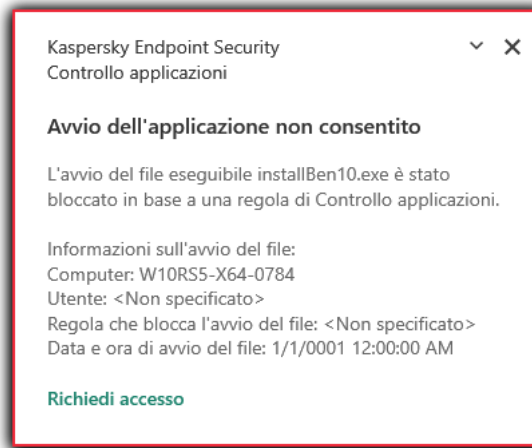 Kaspersky Endpoint Security
Controllo applicazioni
Avvio dell'applicazione non consentito
L'avvio del file eseguibile installBen10.exe è stato
bloccato in base a una regola di Controllo applicazioni.
Informazioni sull'avvio del file:
Computer: W10RS5-X64-0784
Utente: <Non specificato>
Regola che blocca l'avvio del file: <Non specificato>
Data e ora di avvio del file: 1/1/0001 12:00:00 AM
Richiedi accesso